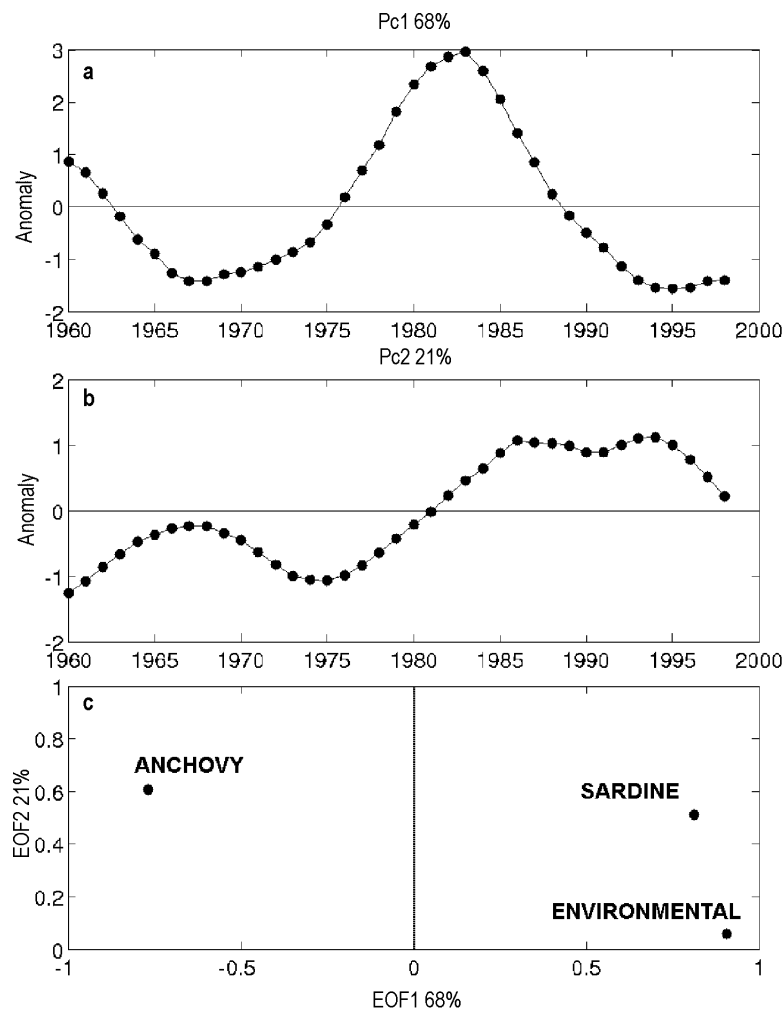 Pc1 68%
a
3
2
1
0
-1
-2
Anomaly
1960 1965 1970 1975 1980 1985 1990 1995 2000
Pc2 21%
b
2
1
0
-1
-2
Anomaly
1960 1965 1970 1975 1980 1985 1990 1995 2000
c
1
0.8
0.6
0.4
0.2
0
EOF2 21%
ANCHOVY
SARDINE
ENVIRONMENTAL
-1 -0.5 0 0.5 1
EOF1 68%